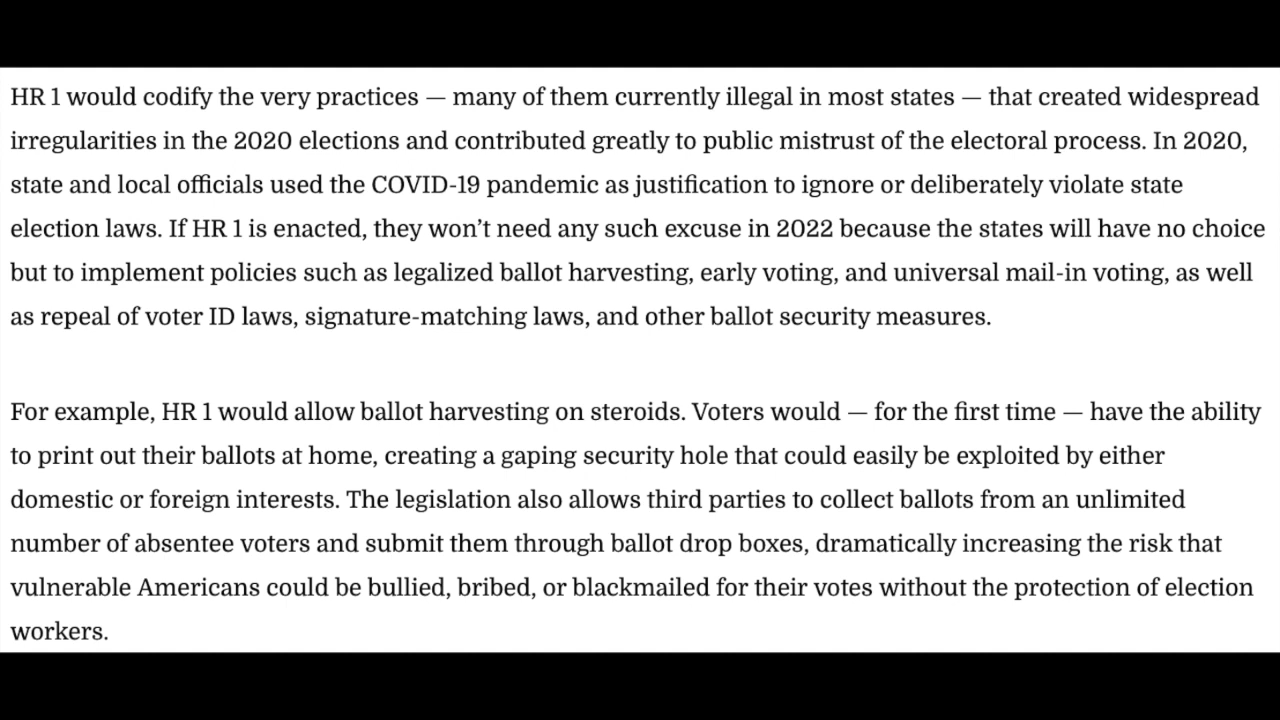 HR 1 would codify the very practices — many of them currently illegal in most states — that created widespread
irregularities in the 2020 elections and contributed greatly to public mistrust of the electoral process. In 2020,
state and local officials used the COVID-19 pandemic as justification to ignore or deliberately violate state
election laws. If HR 1 is enacted, they won’t need any such excuse in 2022 because the states will have no choice
but to implement policies such as legalized ballot harvesting, early voting, and universal mail-in voting, as well
as repeal of voter ID laws, signature-matching laws, and other ballot security measures.
For example, HR 1 would allow ballot harvesting on steroids. Voters would — for the first time — have the ability
to print out their ballots at home, creating a gaping security hole that could easily be exploited by either
domestic or foreign interests. The legislation also allows third parties to collect ballots from an unlimited
number of absentee voters and submit them through ballot drop boxes, dramatically increasing the risk that
vulnerable Americans could be bullied, bribed, or blackmailed for their votes without the protection of election
workers.